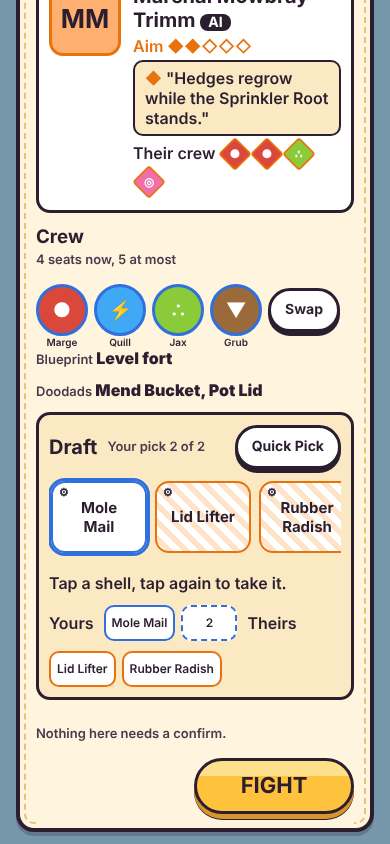 Marshal Mowbray
MM
Trimm AI
Aim
"Hedges regrow
while the Sprinkler Root
stands."
Their crew
Crew
4 seats now, 5 at most
Swap
Marge Quill Jax Grub
Blueprint Level fort
Doodads Mend Bucket, Pot Lid
Draft Your pick 2 of 2 Quick Pick
Mole
Mail
Lid Lifter
Rubber
Radish
Tap a shell, tap again to take it.
Yours Mole Mail 2 Theirs
Lid Lifter Rubber Radish
Nothing here needs a confirm.
FIGHT